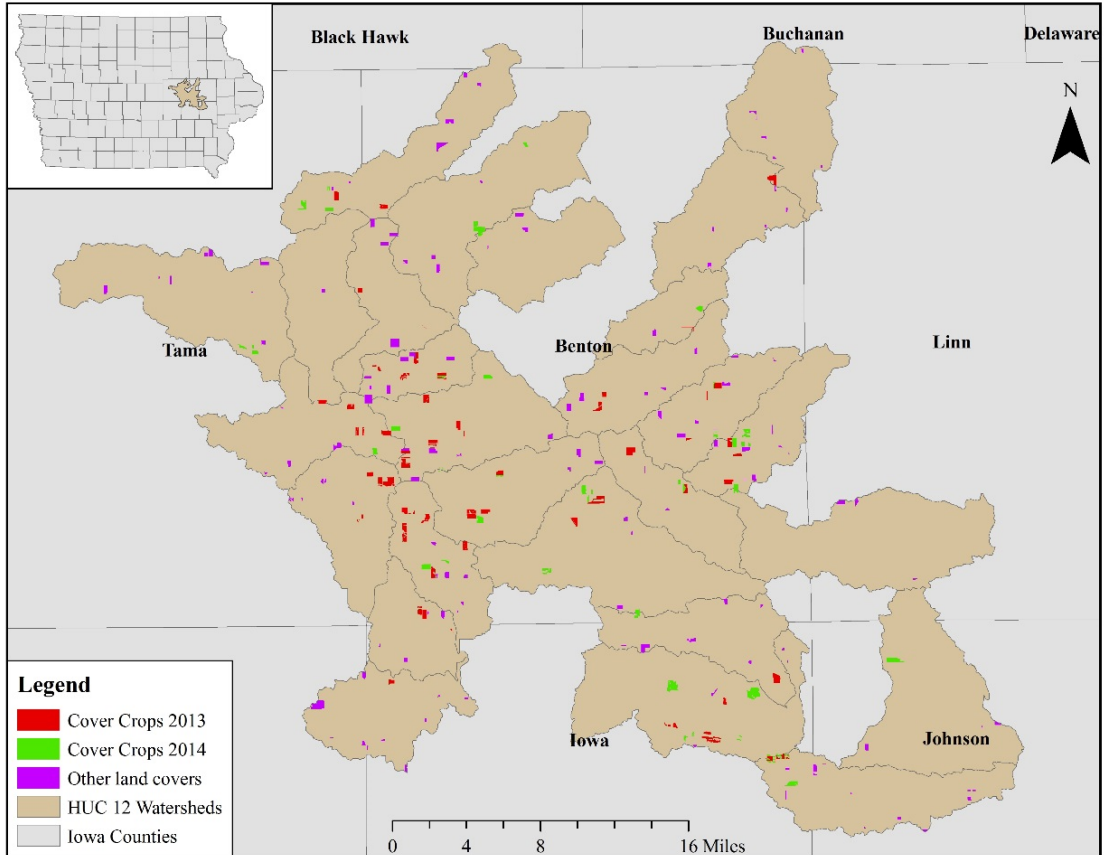 Black Hawk
Buchanan
Delaware
N
Tama
Benton
Linn
Legend
Cover Crops 2013
Cover Crops 2014
Other land covers
HUC 12 Watersheds
Iowa Counties
Iowa
Johnson
0 4 8 16 Miles